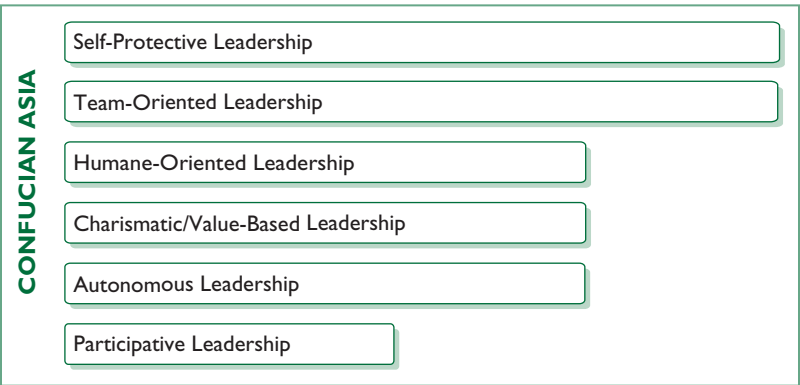 CONFUCIAN ASIA
Self-Protective Leadership
Team-Oriented Leadership
Humane-Oriented Leadership
Charismatic/Value-Based Leadership
Autonomous Leadership
Participative Leadership